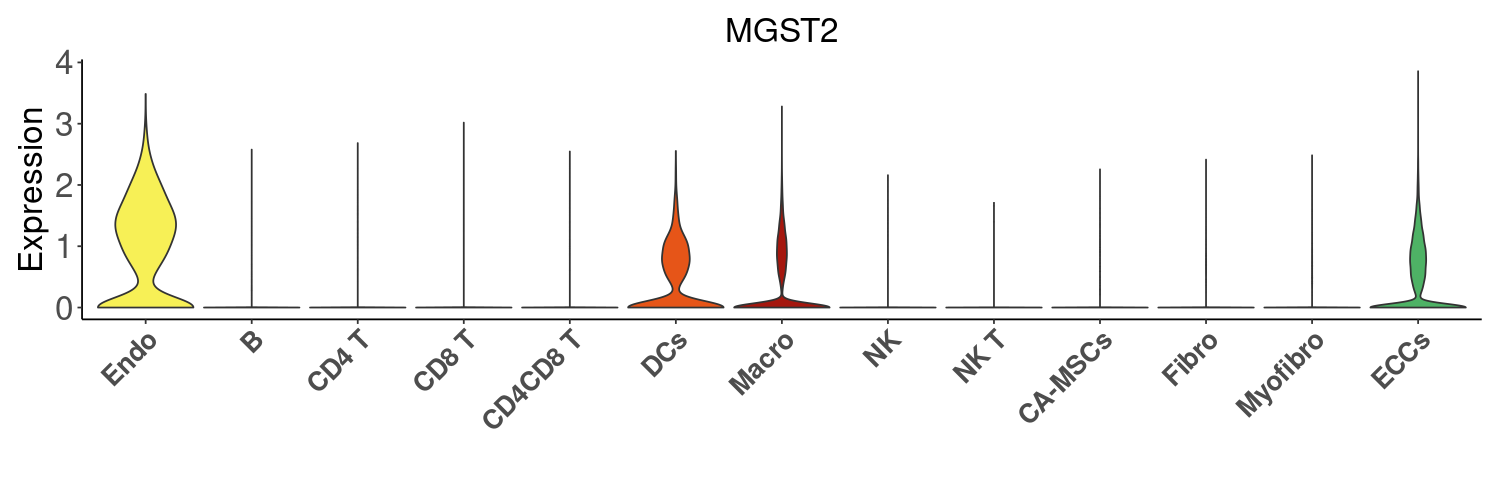 MGST2
Expression
4
3
2
1
0
Endo
B
CD4 T
CD8 T
CD4CD8 T
DCs
Macro
NK
NK T
CA-MSCs
Fibro
Myofibro
ECCs